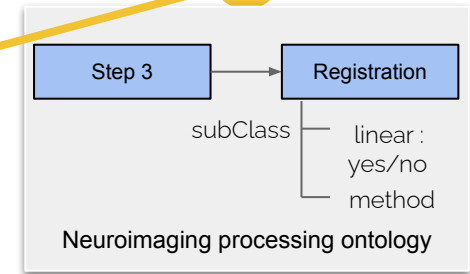 Step 3
Registration
subClass
linear :
yes/no
method
Neuroimaging processing ontology